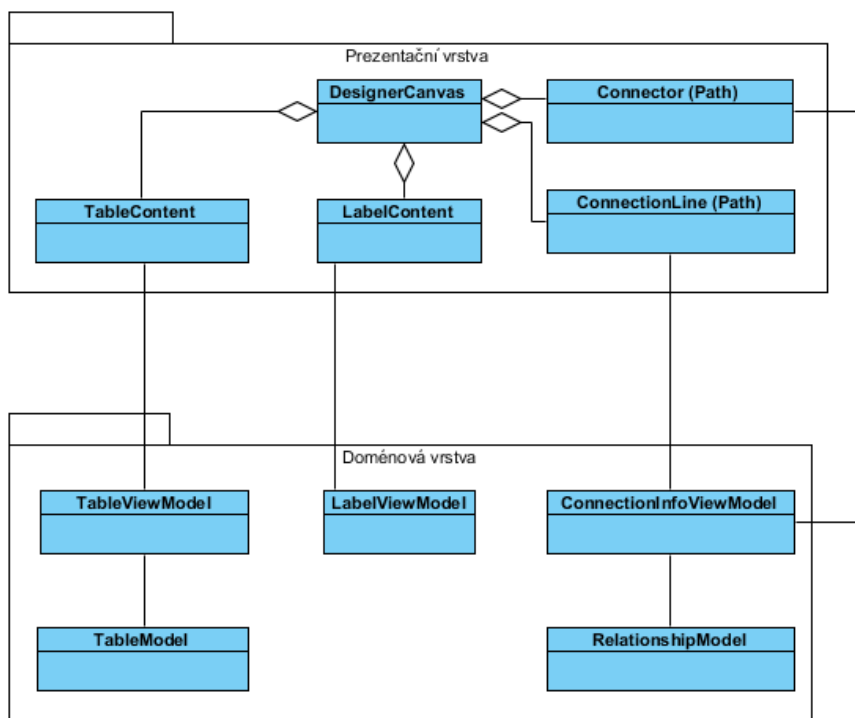 Prezentační vrstva
DesignerCanvas
Connector (Path)
TableContent
LabelContent
ConnectionLine (Path)
Doménová vrstva
TableViewModel
LabelViewModel
ConnectionInfoViewModel
TableModel
RelationshipModel